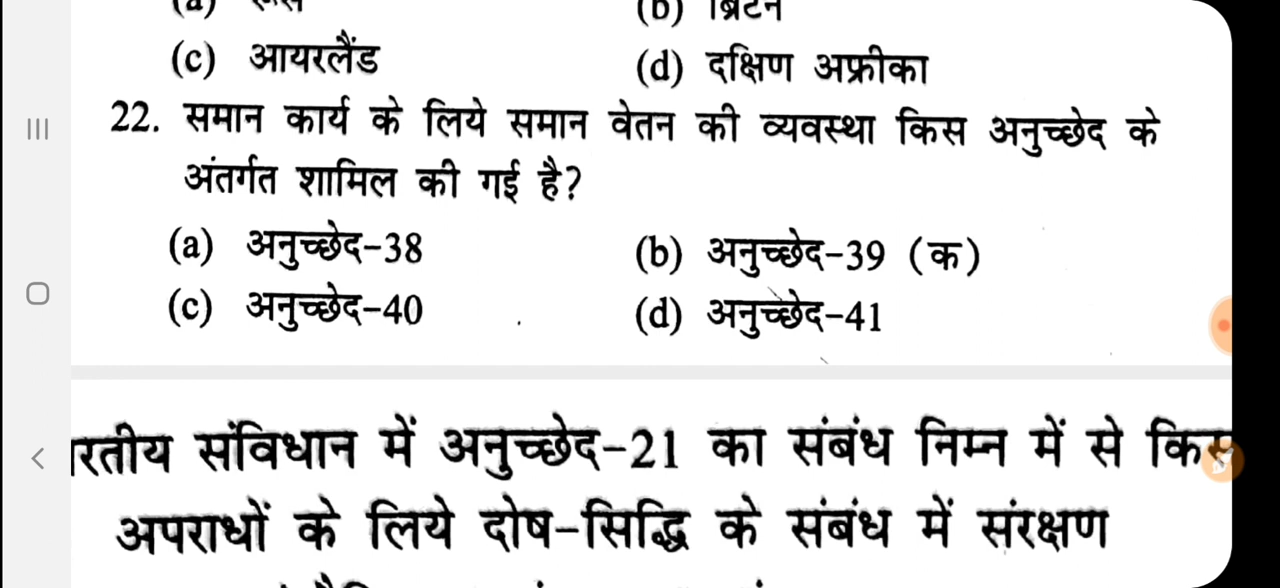 (c) आयरलैंड (d) दक्षिण अफ्रीका
22. समान कार्य के लिये समान वेतन की व्यवस्था किस अनुच्छेद के
अंतर्गत शामिल की गई है?
(a) अनुच्छेद-38 (b) अनुच्छेद-39 (क)
(c) अनुच्छेद-40 (d) अनुच्छेद-41
रतीय संविधान में अनुच्छेद-21 का संबंध निम्न में से किस
अपराधों के लिये दोष-सिद्धि के संबंध में संरक्षण